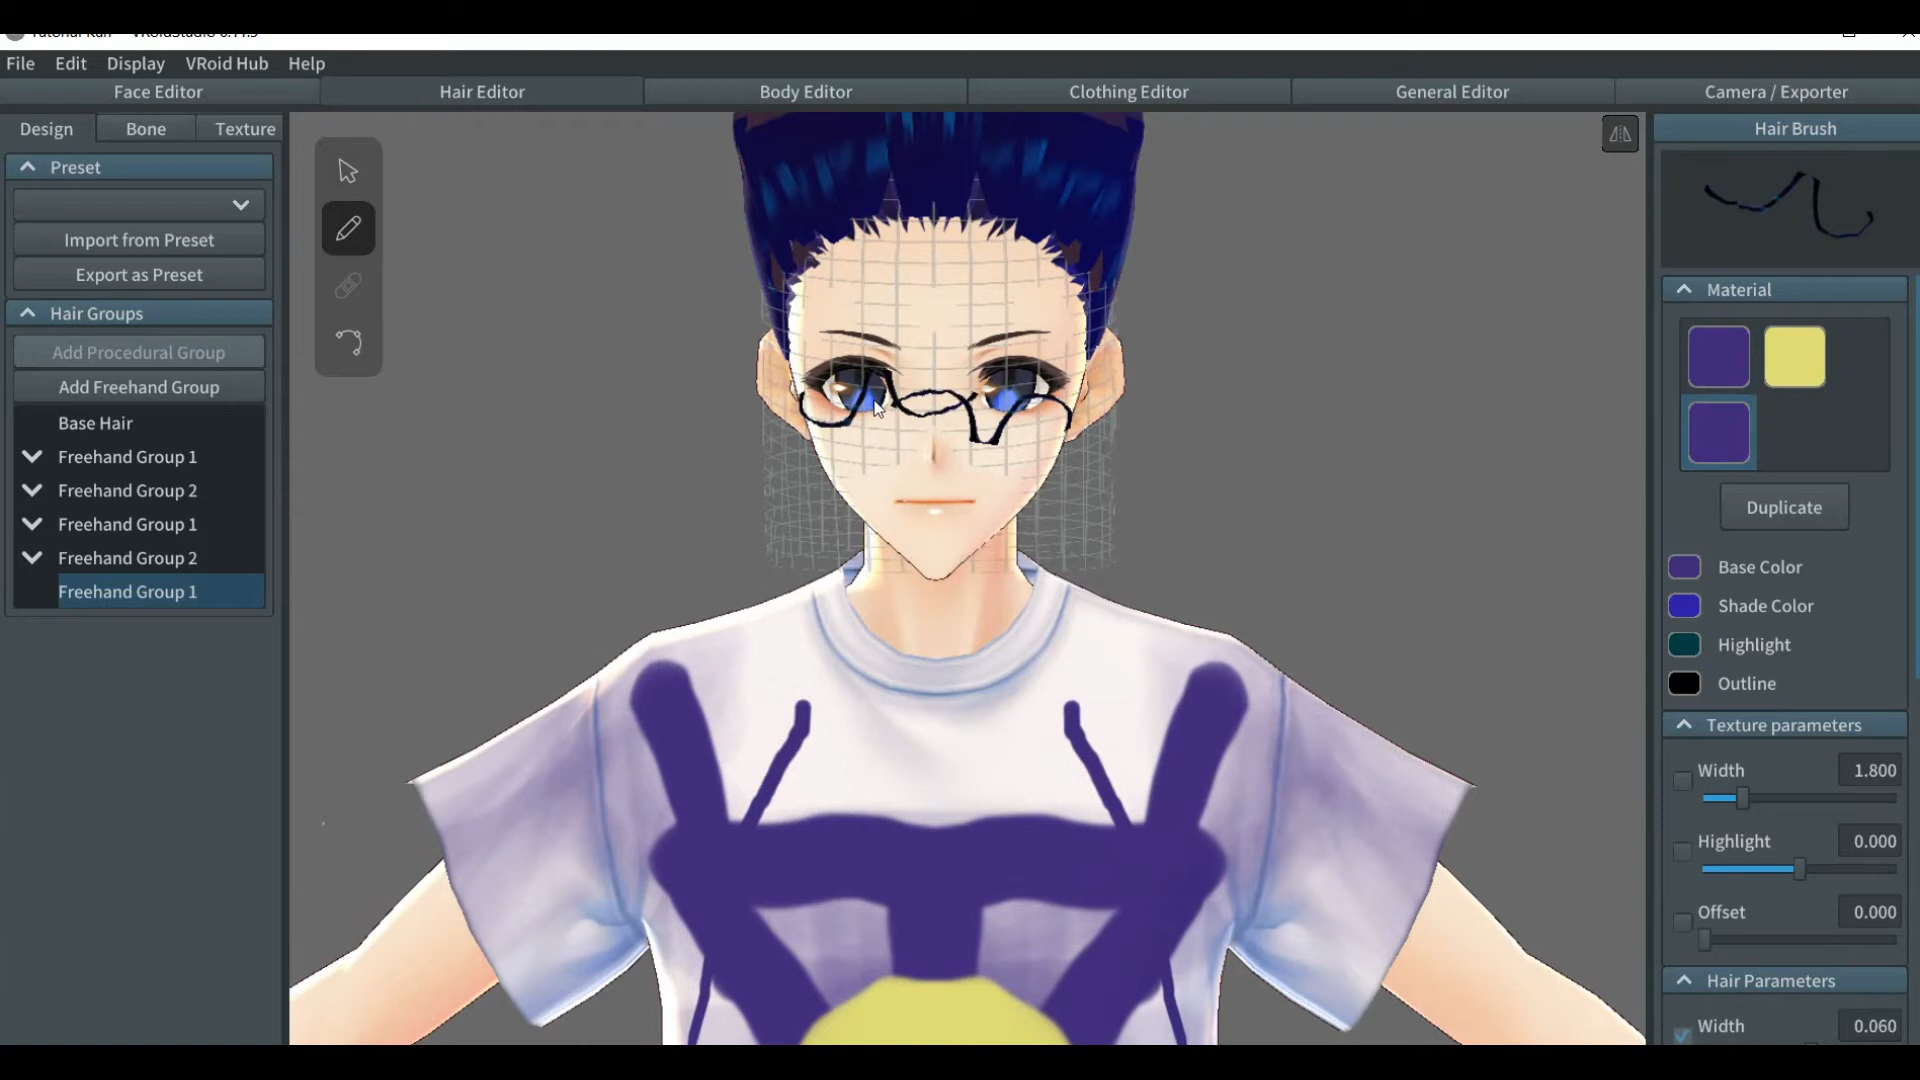 File Edit Display VRoid Hub Help
Face Editor Hair Editor Body Editor Clothing Editor General Editor Camera / Exporter
Design Bone Texture
Preset
Import from Preset
Export as Preset
Hair Groups
Add Procedural Group
Add Freehand Group
Base Hair
Freehand Group 1
Freehand Group 2
Freehand Group 1
Freehand Group 2
Freehand Group 1
Hair Brush
Material
Duplicate
Base Color
Shade Color
Highlight
Outline
Texture parameters
Width 1.800
Highlight 0.000
Offset 0.000
Hair Parameters
Width 0.060